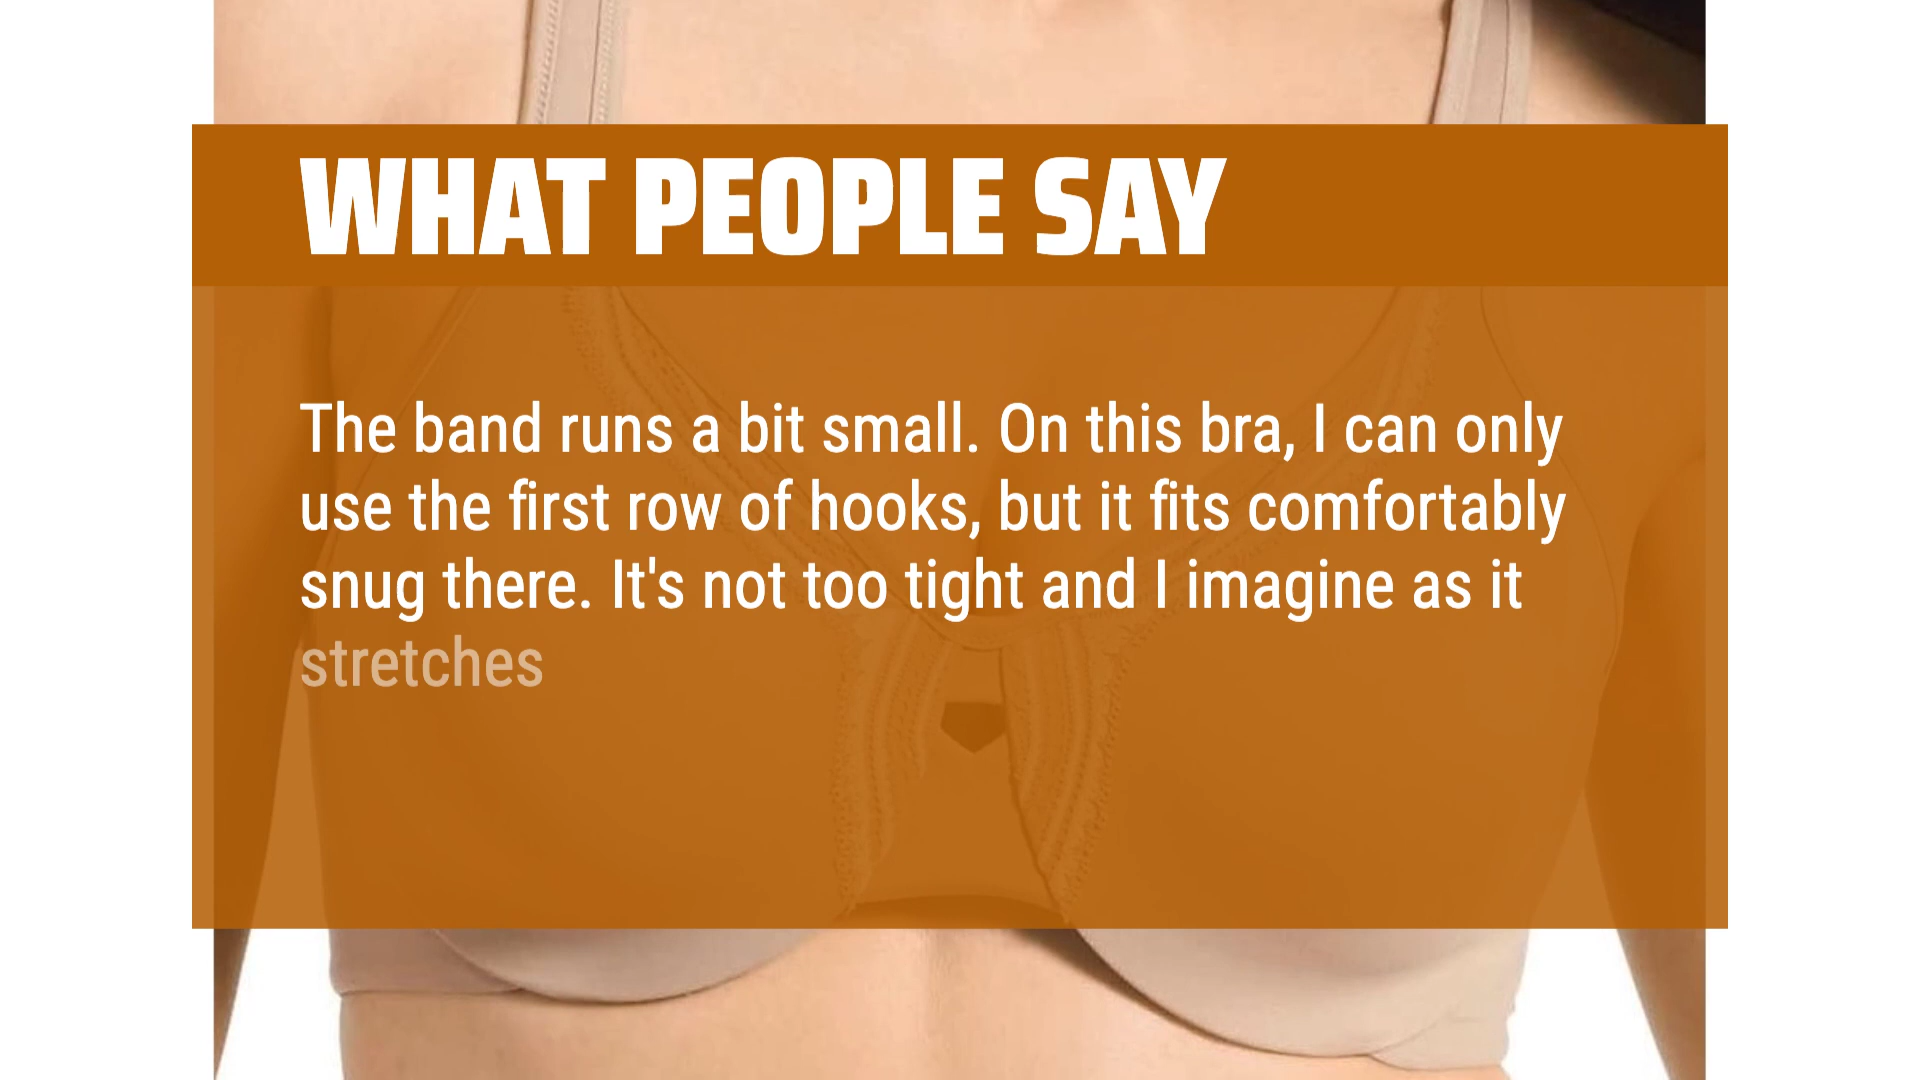 WHAT PEOPLE SAY
The band runs a bit small. On this bra, I can only
use the first row of hooks, but it fits comfortably
snug there. It's not too tight and I imagine as it
stretches